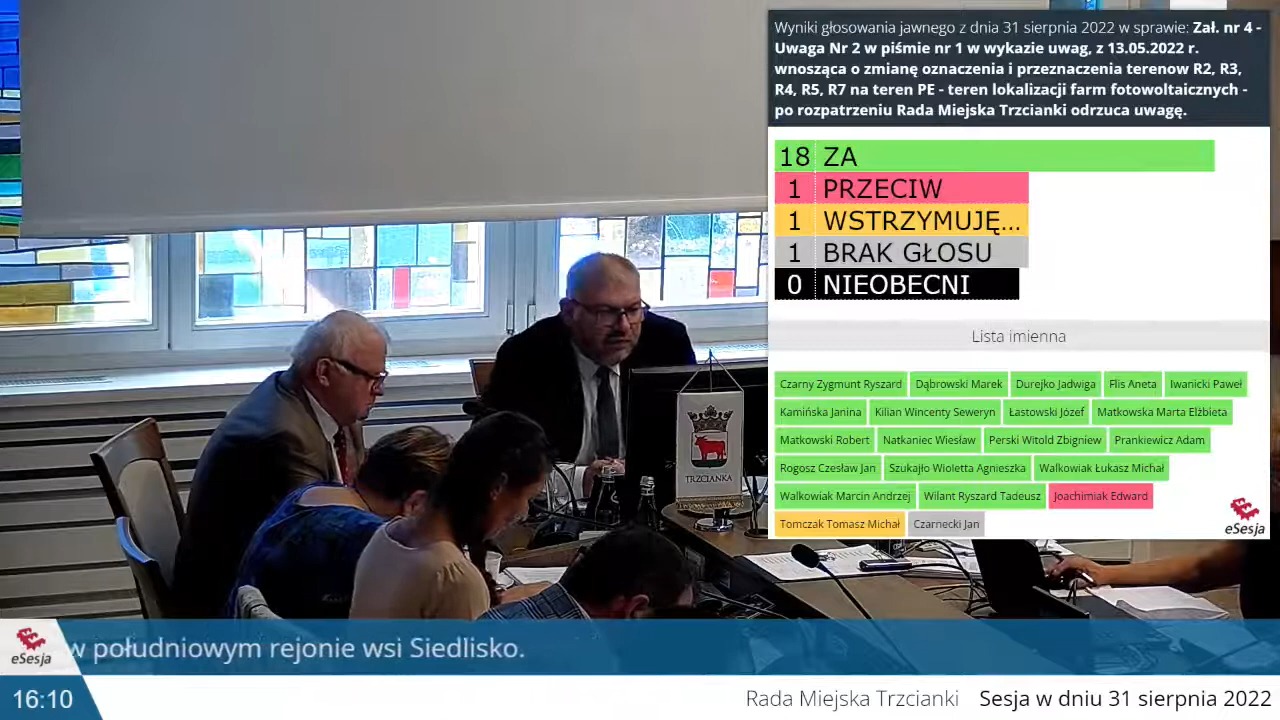 Wyniki głosowania jawnego z dnia 31 sierpnia 2022 w sprawie: Zał. nr 4 -
Uwaga Nr 2 w piśmie nr 1 w wykazie uwag, z 13.05.2022 r.
wnosząca o zmianę oznaczenia i przeznaczenia terenow R2, R3,
R4, R5, R7 na teren PE - teren lokalizacji farm fotowoltaicznych -
po rozpatrzeniu Rada Miejska Trzcianki odrzuca uwagę.
18 ZA
1 PRZECIW
1 WSTRZYMUJĘ...
1 BRAK GŁOSU
0 NIEOBECNI
Lista imienna
Czarny Zygmunt Ryszard Dąbrowski Marek Durejko Jadwiga Flis Aneta Iwanicki Paweł
Kamińska Janina Kilian Wincenty Seweryn Łastowski Józef Matkowska Marta Elżbieta
Matkowski Robert Natkaniec Wiesław Perski Witold Zbigniew Prankiewicz Adam
Rogosz Czesław Jan Szukajło Wioletta Agnieszka Walkowiak Łukasz Michał
Walkowiak Marcin Andrzej Wilant Ryszard Tadeusz Joachimiak Edward
Tomczak Tomasz Michał Czarnecki Jan
eSesja
TRZCIANKA
eSesja
w południowym rejonie wsi Siedlisko.
16:10
Rada Miejska Trzcianki Sesja w dniu 31 sierpnia 2022